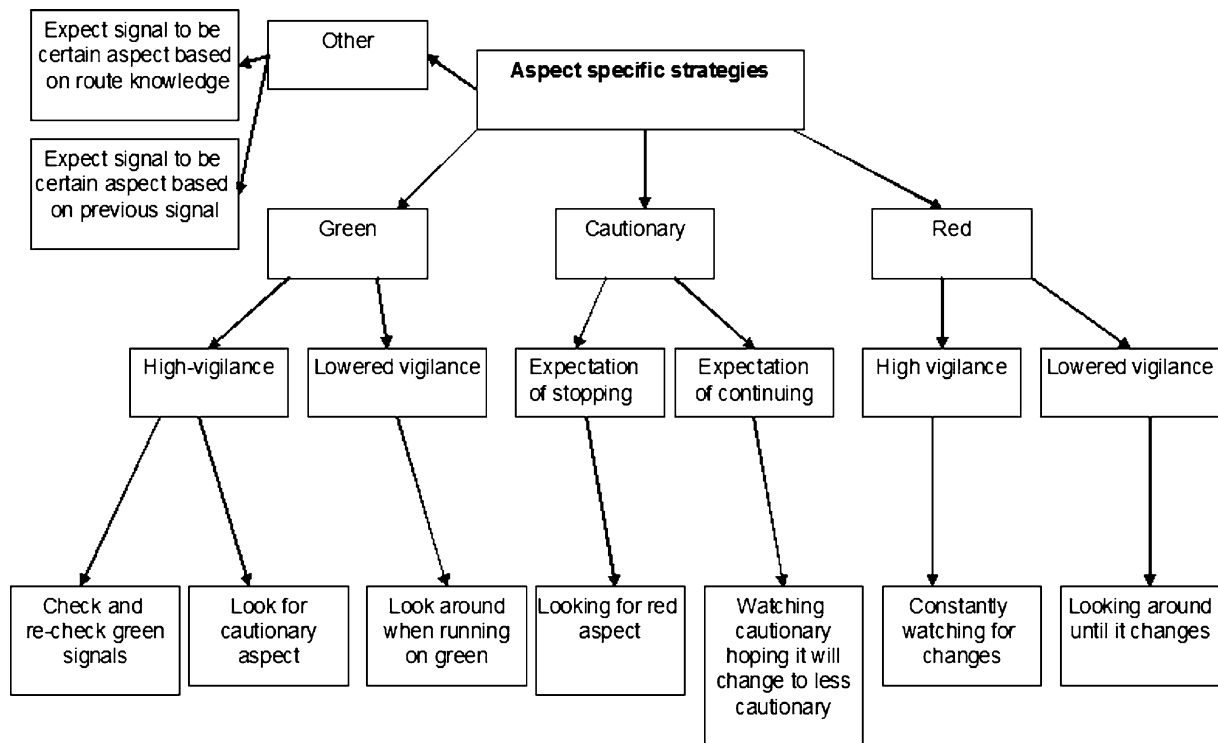 Expect signal to be
certain aspect based
on route knowledge
Other
Aspect specific strategies
Expect signal to be
certain aspect based
on previous signal
Green
Cautionary
Red
High-vigilance
Lowered vigilance
Expectation
of stopping
Expectation
of continuing
High vigilance
Lowered vigilance
Check and
re-check green
signals
Look for
cautionary
aspect
Look around
when running
on green
Looking for red
aspect
Watching
cautionary
hoping it will
change to less
cautionary
Constantly
watching for
changes
Looking around
until it changes